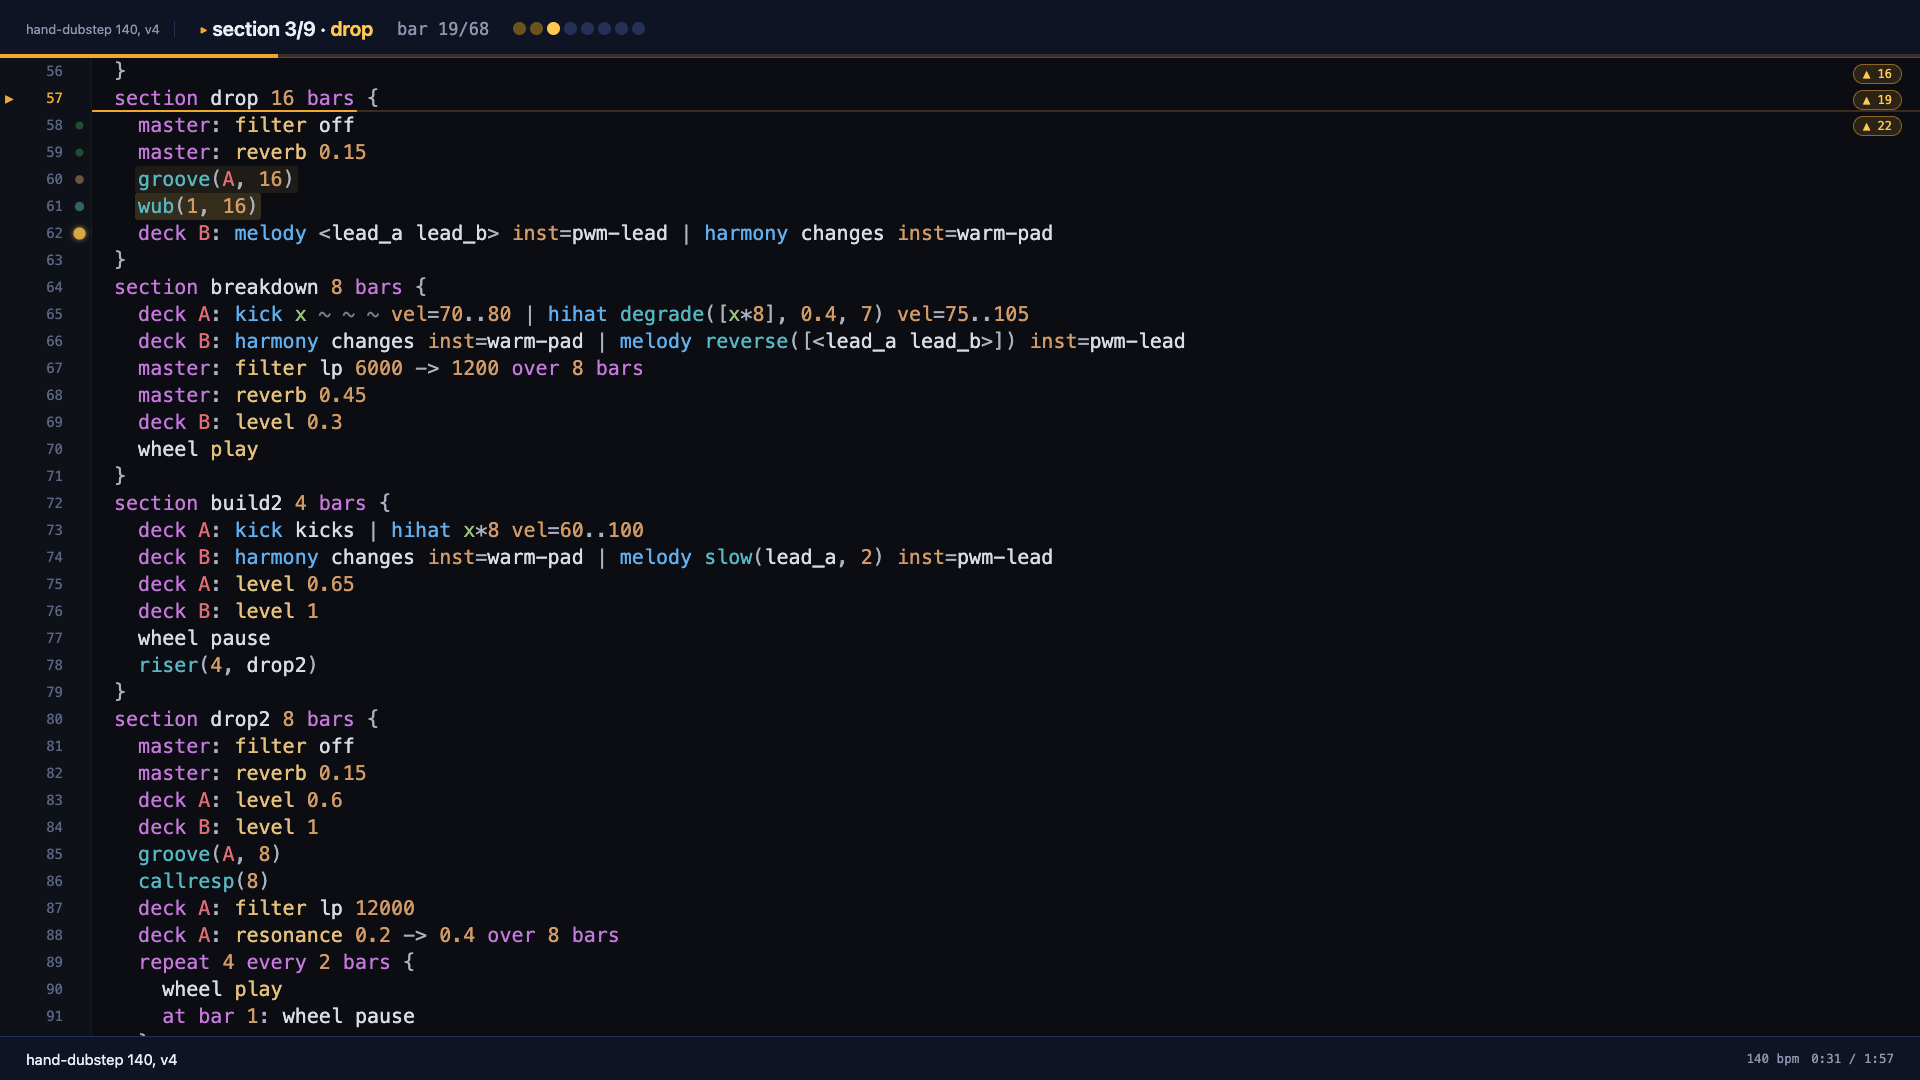 hand-dubstep 140, v4 ▸ section 3/9 · drop bar 19/68
56 }
▲ 16
57 section drop 16 bars {
▲ 19
58 master: filter off
▲ 22
59 master: reverb 0.15
60 groove(A, 16)
61 wub(1, 16)
62 deck B: melody <lead_a lead_b> inst=pwm-lead | harmony changes inst=warm-pad
63 }
64 section breakdown 8 bars {
65 deck A: kick x ~ ~ ~ vel=70..80 | hihat degrade([x*8], 0.4, 7) vel=75..105
66 deck B: harmony changes inst=warm-pad | melody reverse([<lead_a lead_b>]) inst=pwm-lead
67 master: filter lp 6000 -> 1200 over 8 bars
68 master: reverb 0.45
69 deck B: level 0.3
70 wheel play
71 }
72 section build2 4 bars {
73 deck A: kick kicks | hihat x*8 vel=60..100
74 deck B: harmony changes inst=warm-pad | melody slow(lead_a, 2) inst=pwm-lead
75 deck A: level 0.65
76 deck B: level 1
77 wheel pause
78 riser(4, drop2)
79 }
80 section drop2 8 bars {
81 master: filter off
82 master: reverb 0.15
83 deck A: level 0.6
84 deck B: level 1
85 groove(A, 8)
86 callresp(8)
87 deck A: filter lp 12000
88 deck A: resonance 0.2 -> 0.4 over 8 bars
89 repeat 4 every 2 bars {
90 wheel play
91 at bar 1: wheel pause
hand-dubstep 140, v4
140 bpm 0:31 / 1:57